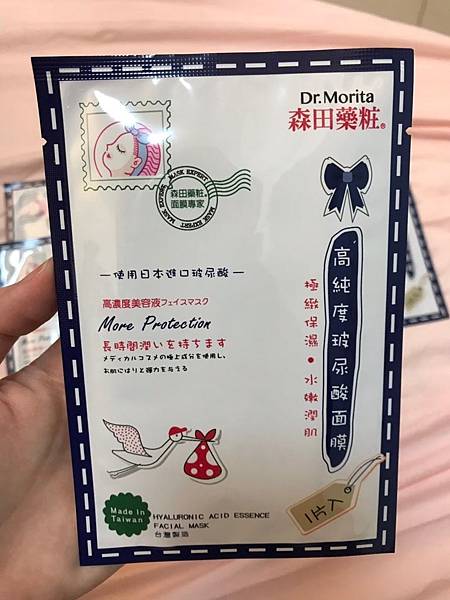 Dr.Morita
森田藥粧®
MASK EXPERT
森田藥粧
面膜專家
MASK EXPERT
—使用日本進口玻尿酸—
高濃度美容液フェイスマスク
More Protection
長時間潤いを持ちます
メディカルコスメの極上成分を使用し、
お肌にはりと弾力を与える
高純度玻尿酸面膜
極緻保濕•水嫩潤肌
Made In
Taiwan
HYALURONIC ACID ESSENCE
FACIAL MASK
台灣製造
1片入